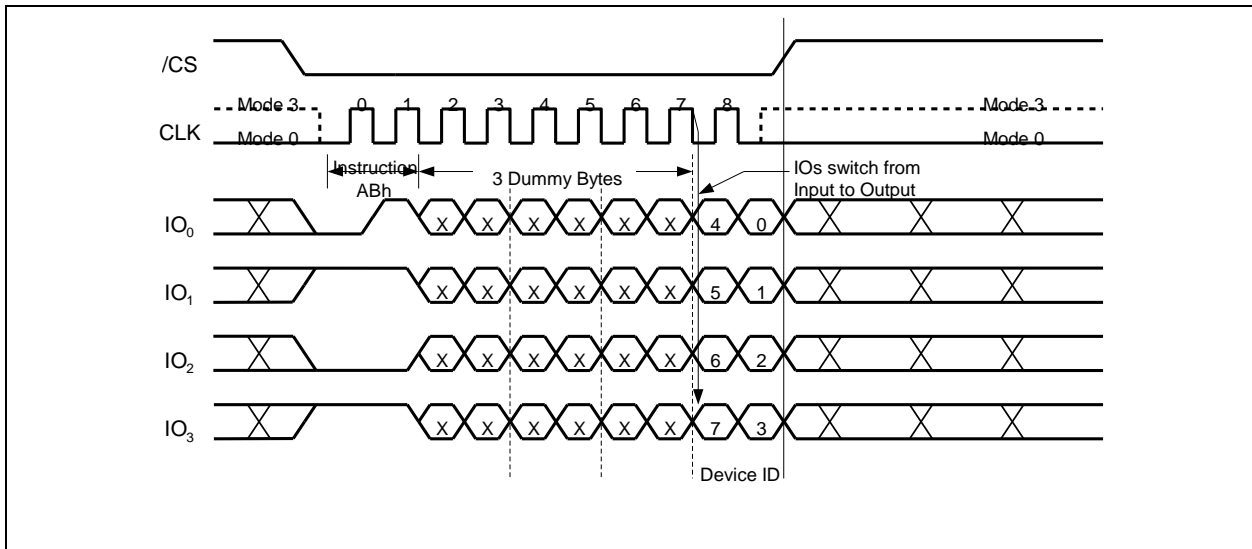 /CS
Mode 3 0 1 2 3 4 5 6 7 8 Mode 3
CLK Mode 0 Mode 0
Instruction
ABh
3 Dummy Bytes
IOs switch from
Input to Output
IO0 X X X X X X 4 0
IO1 X X X X X X 5 1
IO2 X X X X X X 6 2
IO3 X X X X X X 7 3
Device ID